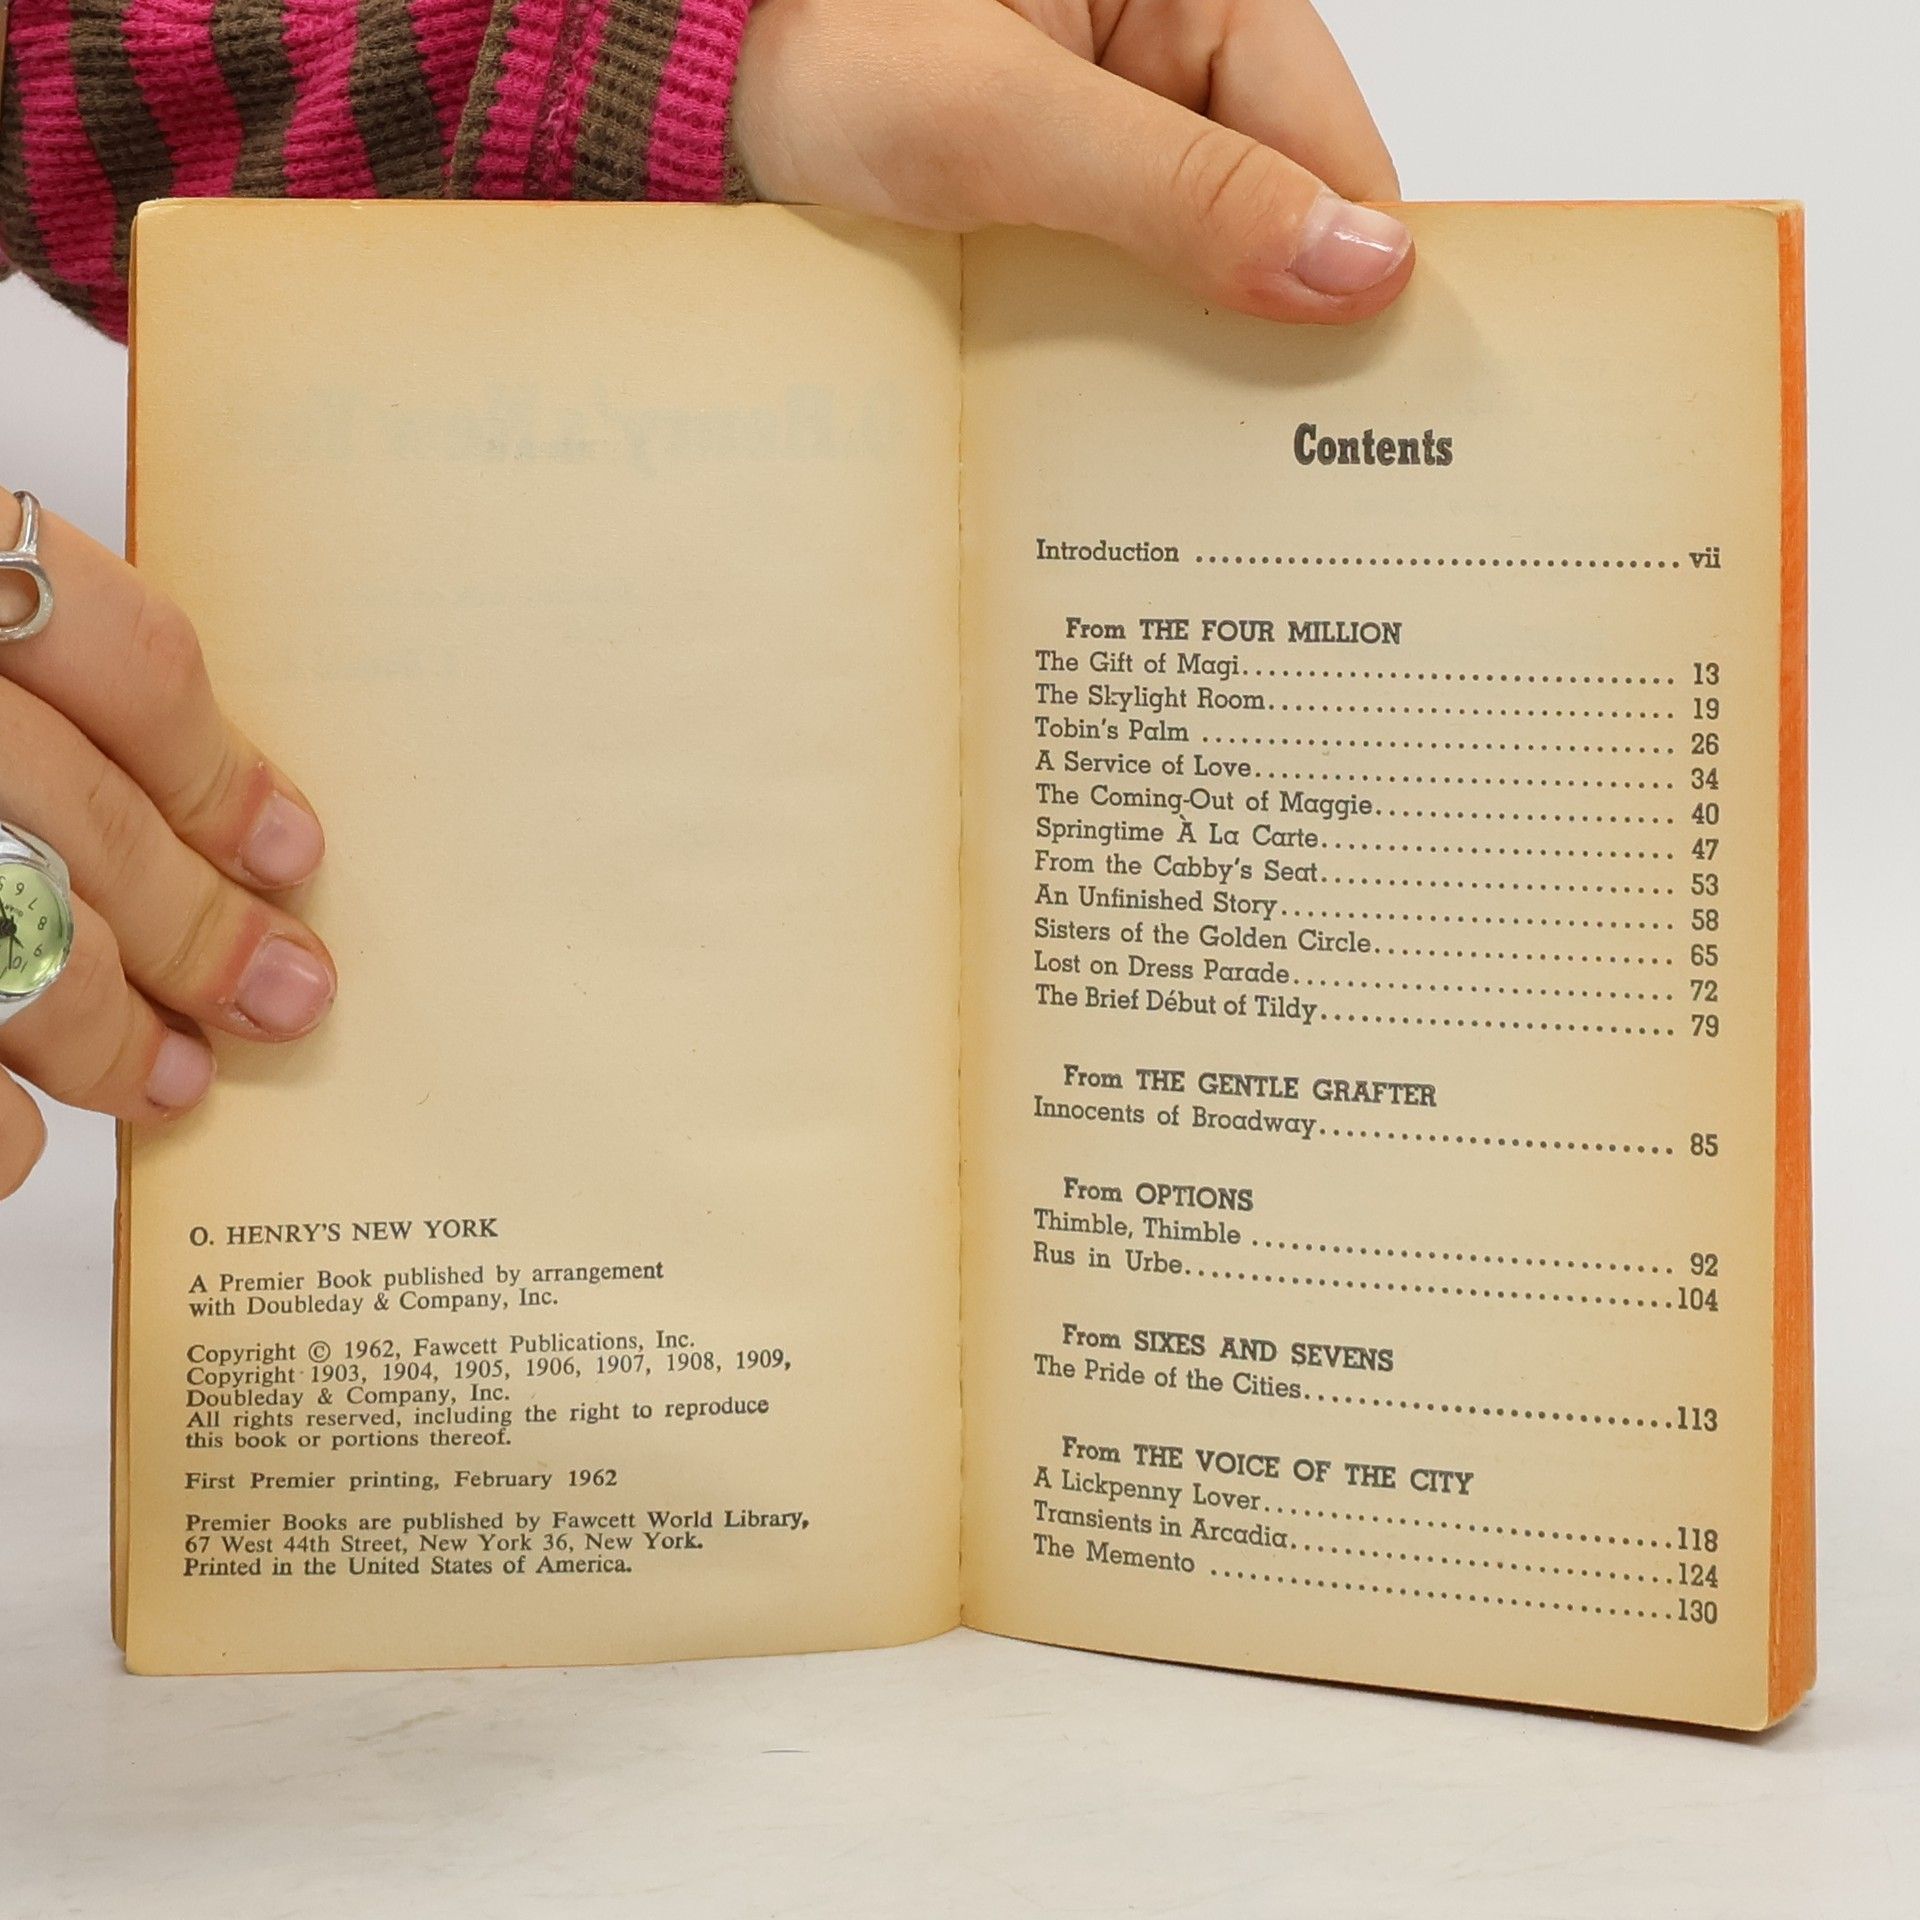 O. HENRY'S NEW YORK
A Premier Book published by arrangement
with Doubleday & Company, Inc.
Copyright © 1962, Fawcett Publications, Inc.
Copyright 1903, 1904, 1905, 1906, 1907, 1908, 1909,
Doubleday & Company, Inc.
All rights reserved, including the right to reproduce
this book or portions thereof.
First Premier printing, February 1962
Premier Books are published by Fawcett World Library,
67 West 44th Street, New York 36, New York.
Printed in the United States of America.
Contents
Introduction .................................... vii
From THE FOUR MILLION
The Gift of Magi................................ 13
The Skylight Room.............................. 19
Tobin's Palm ................................... 26
A Service of Love............................... 34
The Coming-Out of Maggie...................... 40
Springtime À La Carte.......................... 47
From the Cabby's Seat.......................... 53
An Unfinished Story............................. 58
Sisters of the Golden Circle...................... 65
Lost on Dress Parade............................ 72
The Brief Début of Tildy.......................... 79
From THE GENTLE GRAFTER
Innocents of Broadway.......................... 85
From OPTIONS
Thimble, Thimble ............................... 92
Rus in Urbe....................................104
From SIXES AND SEVENS
The Pride of the Cities...........................113
From THE VOICE OF THE CITY
A Lickpenny Lover..............................118
Transients in Arcadia............................124
The Memento ..................................130